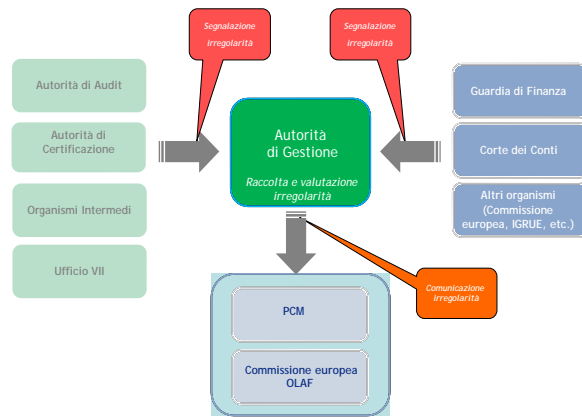 Segnalazione
irregolarità
Segnalazione
Irregolarità
Autorità di Audit
Autorità di
Certificazione
Organismi Intermedi
Ufficio VII
Autorità
di Gestione
Raccolta e valutazione
irregolarità
Guardia di Finanza
Corte dei Conti
Altri organismi
(Commissione
europea, IGRUE, etc.)
Comunicazione
irregolarità
PCM
Commissione europea
OLAF